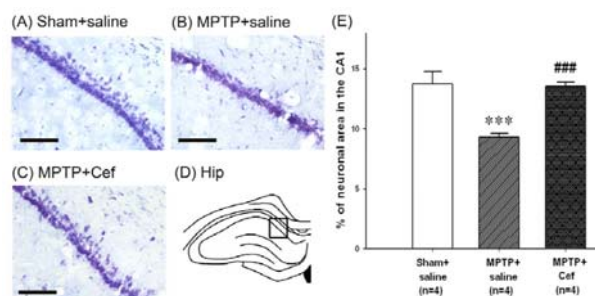 (A) Sham+saline
(B) MPTP+saline
(C) MPTP+Cef
(D) Hip
(E)
% of neuronal area in the CA1
15
10
5
0
***
###
Sham+
saline
(n=4)
MPTP+
saline
(n=4)
MPTP+
Cef
(n=4)